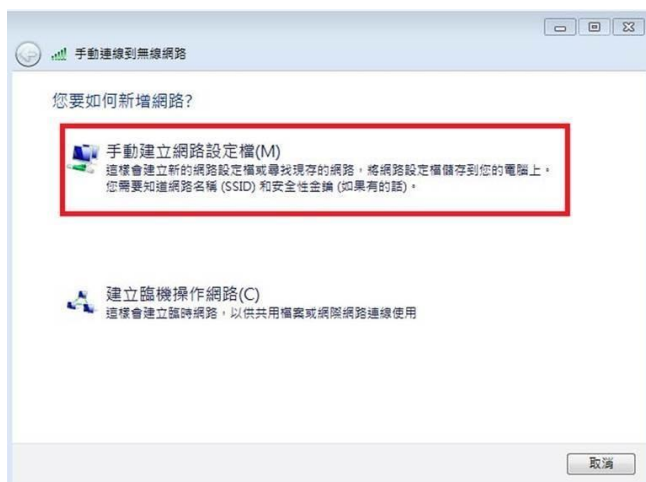 手動連線到無線網路
您要如何新增網路?
手動建立網路設定檔(M)
這樣會建立新的網路設定檔或尋找現存的網路，將網路設定檔儲存到您的電腦上。
您需要知道網路名稱 (SSID) 和安全性金鑰 (如果有的話)。
建立臨機操作網路(C)
這樣會建立臨時網路，以供共用檔案或網際網路連線使用
取消